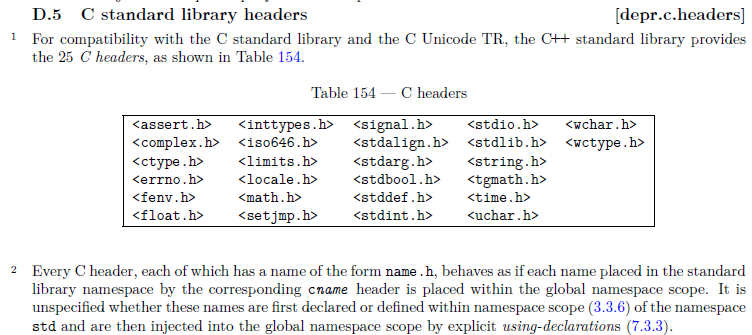 D.5 C standard library headers [depr.c.headers]
1 For compatibility with the C standard library and the C Unicode TR, the C++ standard library provides
the 25 C headers, as shown in Table 154.
Table 154 — C headers
<assert.h> <inttypes.h> <signal.h> <stdio.h> <wchar.h>
<complex.h> <iso646.h> <stdalign.h> <stdlib.h> <wctype.h>
<ctype.h> <limits.h> <stdarg.h> <string.h>
<errno.h> <locale.h> <stdbool.h> <tgmath.h>
<fenv.h> <math.h> <stddef.h> <time.h>
<float.h> <setjmp.h> <stdint.h> <uchar.h>
2 Every C header, each of which has a name of the form name.h, behaves as if each name placed in the standard
library namespace by the corresponding cname header is placed within the global namespace scope. It is
unspecified whether these names are first declared or defined within namespace scope (3.3.6) of the namespace
std and are then injected into the global namespace scope by explicit using-declarations (7.3.3).